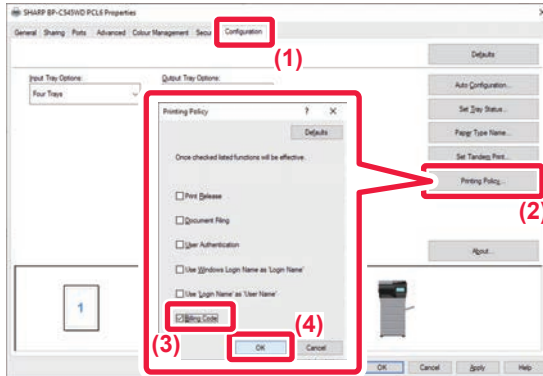 SHARP BP-C545WD PCL6 Properties
General Sharing Ports Advanced Colour Management Secu Configuration
(1)
Defaults
Input Tray Options:
Output Tray Options:
Four Trays
Auto Configuration...
Set Tray Status...
Paper Type Name...
Set Tandem Print...
Printing Policy...
(2)
About...
Printing Policy
? ×
Defaults
Once checked listed functions will be effective.
Print Release
Document Filing
User Authentication
Use Windows Login Name as 'Login Name'
Use 'Login Name' as 'User Name'
Billing Code
(3)
(4)
OK Cancel
1
OK Cancel Apply Help